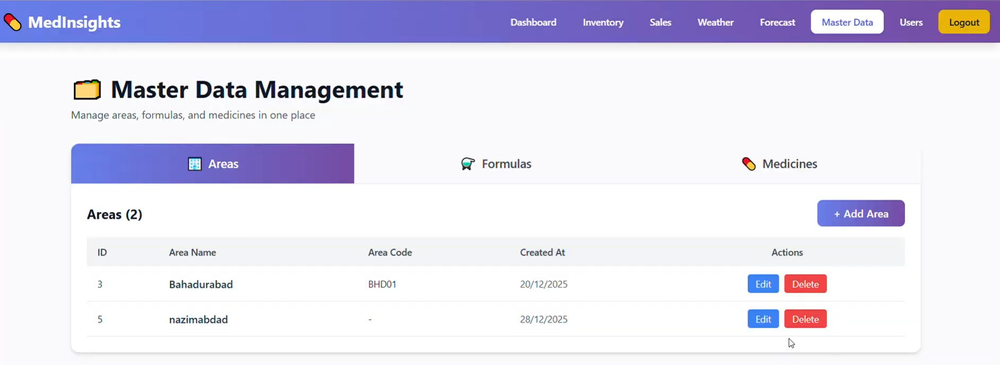 MedInsights Dashboard Inventory Sales Weather Forecast Master Data Users Logout
Master Data Management
Manage areas, formulas, and medicines in one place
Areas Formulas Medicines
Areas (2) + Add Area
ID Area Name Area Code Created At Actions
3 Bahadurabad BHD01 20/12/2025 Edit Delete
5 nazimabdad - 28/12/2025 Edit Delete